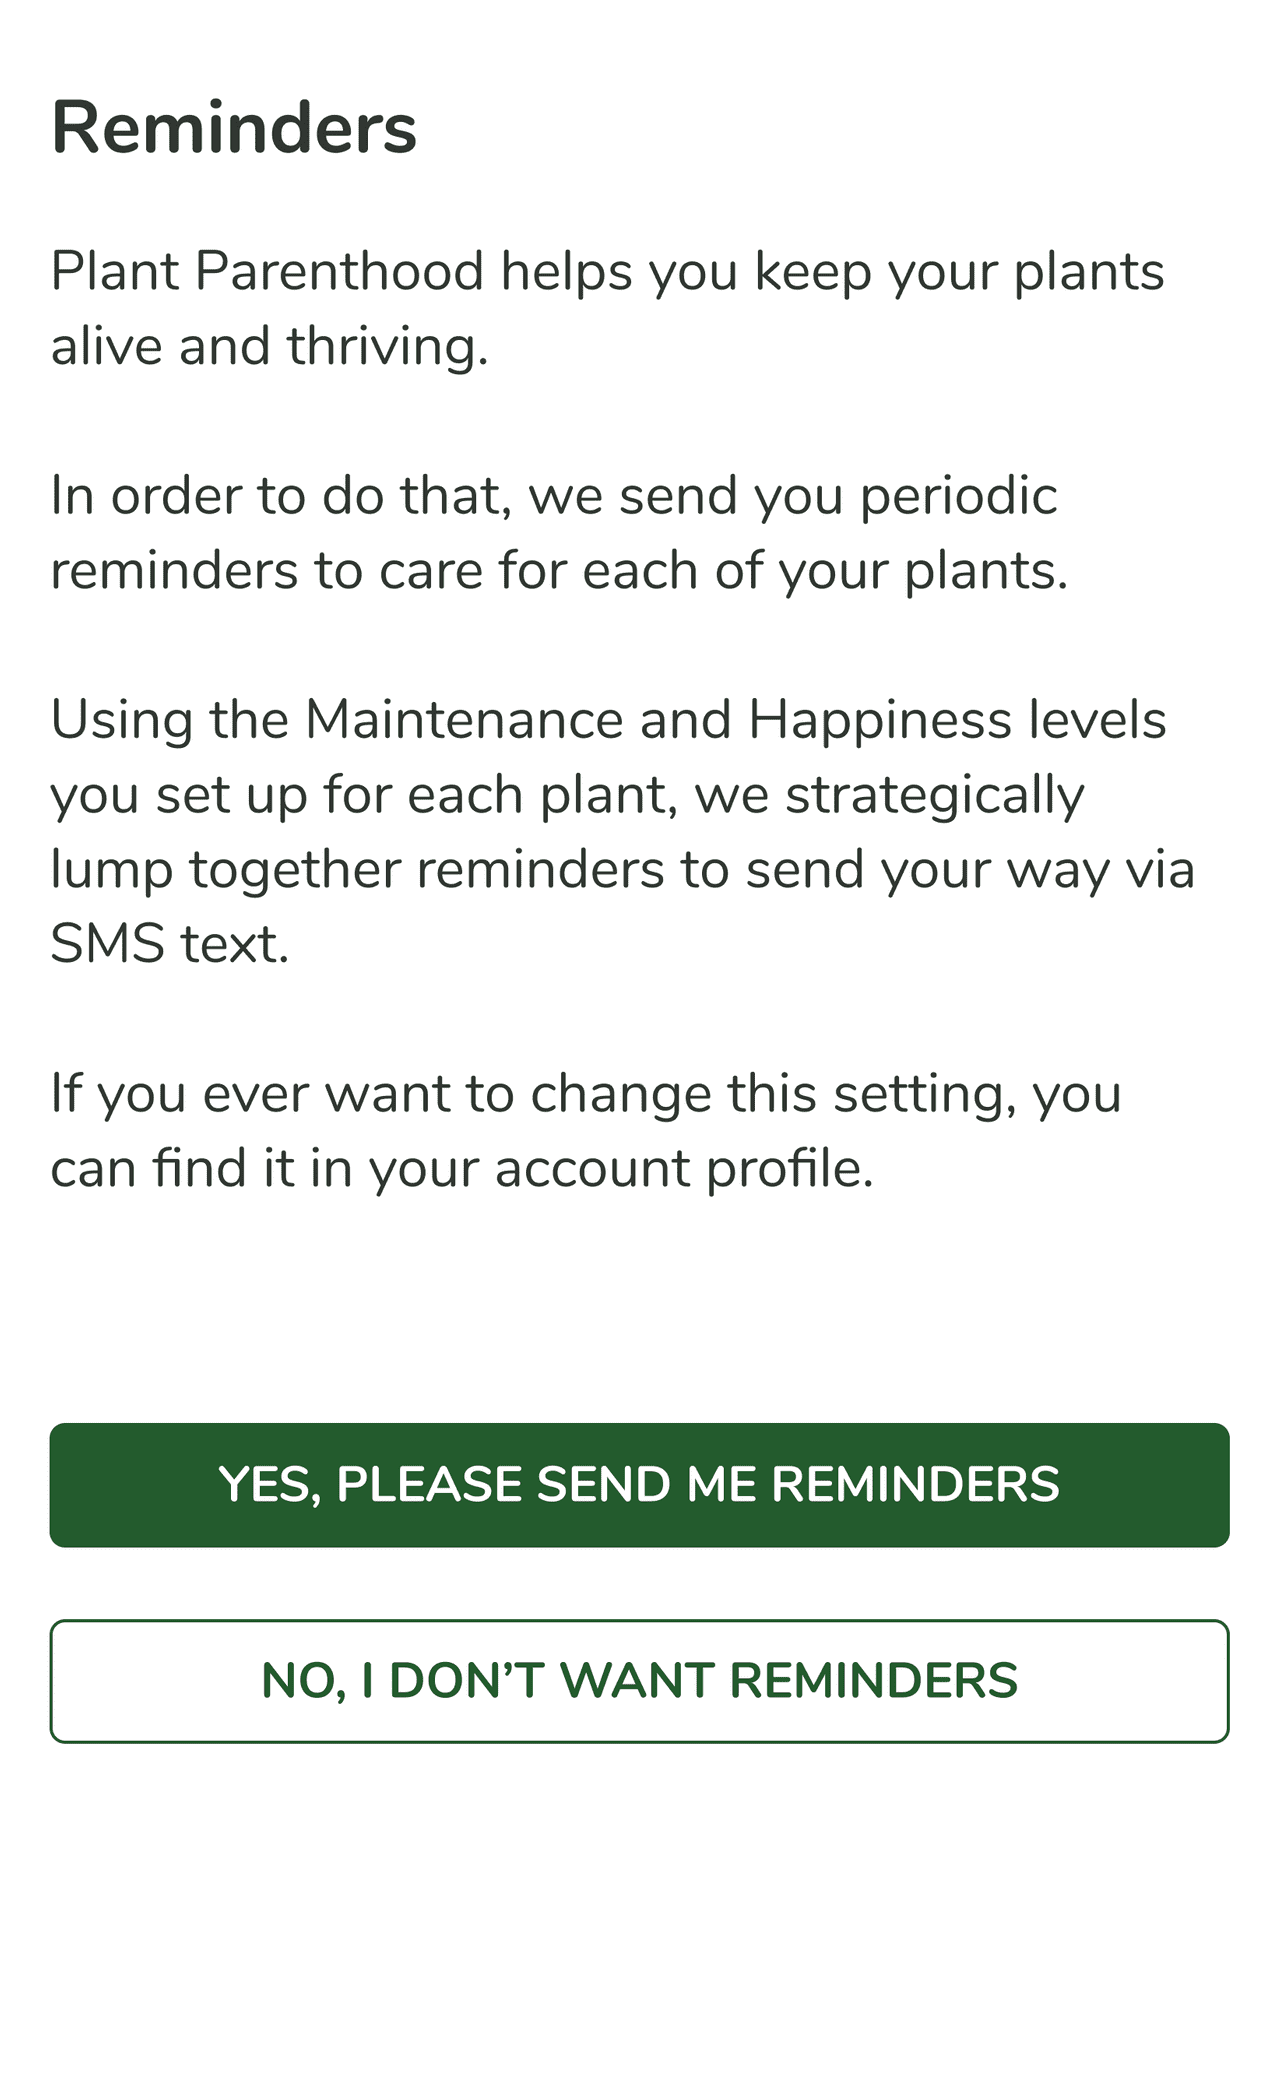 Reminders
Plant Parenthood helps you keep your plants
alive and thriving.
In order to do that, we send you periodic
reminders to care for each of your plants.
Using the Maintenance and Happiness levels
you set up for each plant, we strategically
lump together reminders to send your way via
SMS text.
If you ever want to change this setting, you
can find it in your account profile.
YES, PLEASE SEND ME REMINDERS
NO, I DON’T WANT REMINDERS